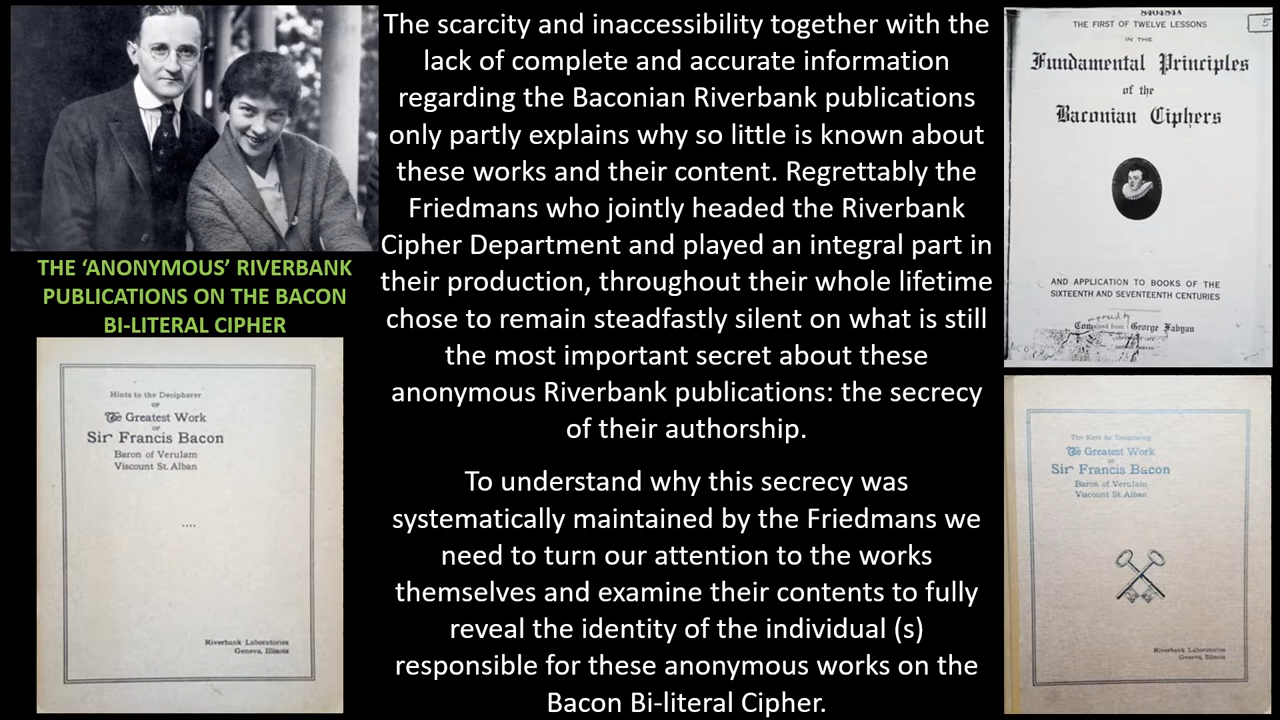 THE ‘ANONYMOUS’ RIVERBANK
PUBLICATIONS ON THE BACON
BI-LITERAL CIPHER
Hints to the Decipherer
OF
The Greatest Work
OF
Sir Francis Bacon
Baron of Verulam
Viscount St. Alban
....
Riverbank Laboratories
Geneva, Illinois
The scarcity and inaccessibility together with the
lack of complete and accurate information
regarding the Baconian Riverbank publications
only partly explains why so little is known about
these works and their content. Regrettably the
Friedmans who jointly headed the Riverbank
Cipher Department and played an integral part in
their production, throughout their whole lifetime
chose to remain steadfastly silent on what is still
the most important secret about these
anonymous Riverbank publications: the secrecy
of their authorship.
To understand why this secrecy was
systematically maintained by the Friedmans we
need to turn our attention to the works
themselves and examine their contents to fully
reveal the identity of the individual (s)
responsible for these anonymous works on the
Bacon Bi-literal Cipher.
5
THE FIRST OF TWELVE LESSONS
IN THE
Fundamental Principles
of the
Baconian Ciphers
AND APPLICATION TO BOOKS OF THE
SIXTEENTH AND SEVENTEENTH CENTURIES
George Fabyan
The Keys for Deciphering
The Greatest Work
OF
Sir Francis Bacon
Baron of Verulam
Viscount St. Alban
Riverbank Laboratories
Geneva, Illinois